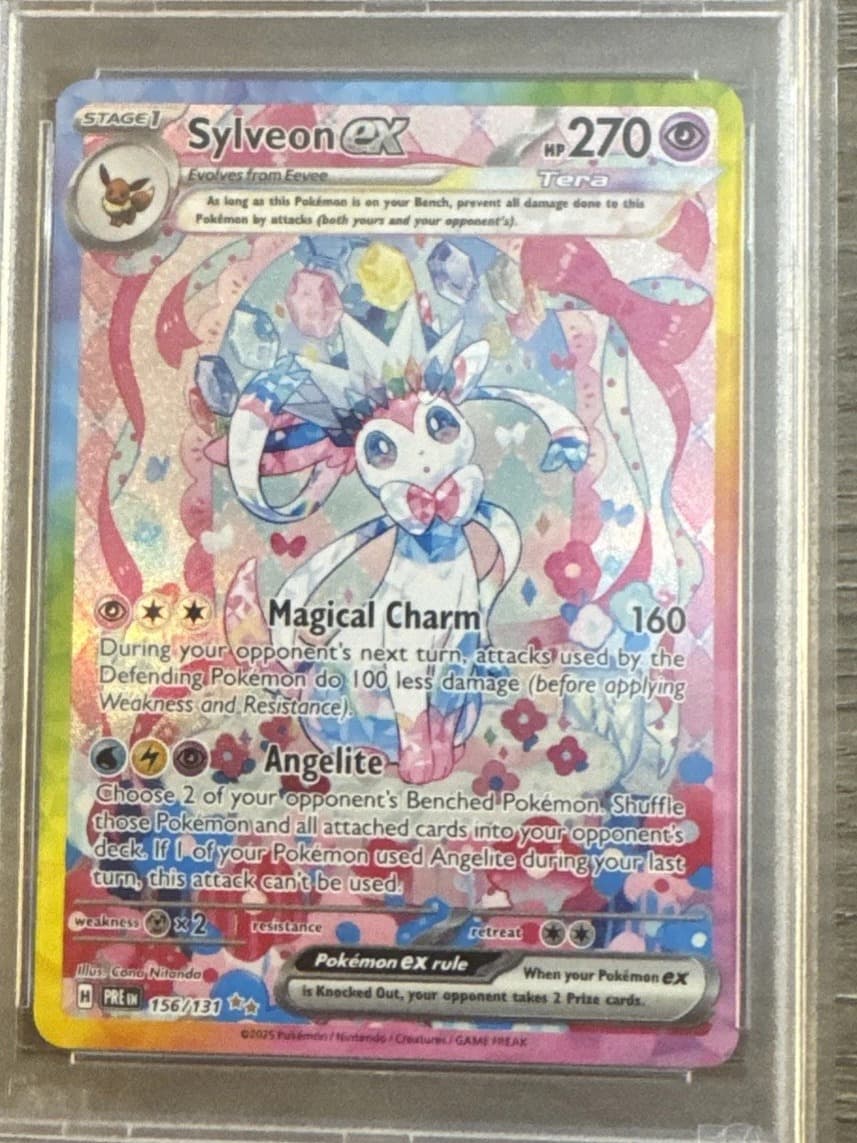 STAGE 1
Sylveon ex
HP 270
Evolves from Eevee
Tera
As long as this Pokémon is on your Bench, prevent all damage done to this
Pokémon by attacks (both yours and your opponent's).
Magical Charm 160
During your opponent's next turn, attacks used by the
Defending Pokémon do 100 less damage (before applying
Weakness and Resistance).
Angelite
Choose 2 of your opponent's Benched Pokémon. Shuffle
those Pokémon and all attached cards into your opponent's
deck. If 1 of your Pokémon used Angelite during your last
turn, this attack can't be used.
weakness ×2 resistance retreat
Pokémon ex rule
When your Pokémon ex
is Knocked Out, your opponent takes 2 Prize cards.
Illus.
H PRE EN 156/131
©2025 Pokémon / Nintendo / Creatures / GAME FREAK